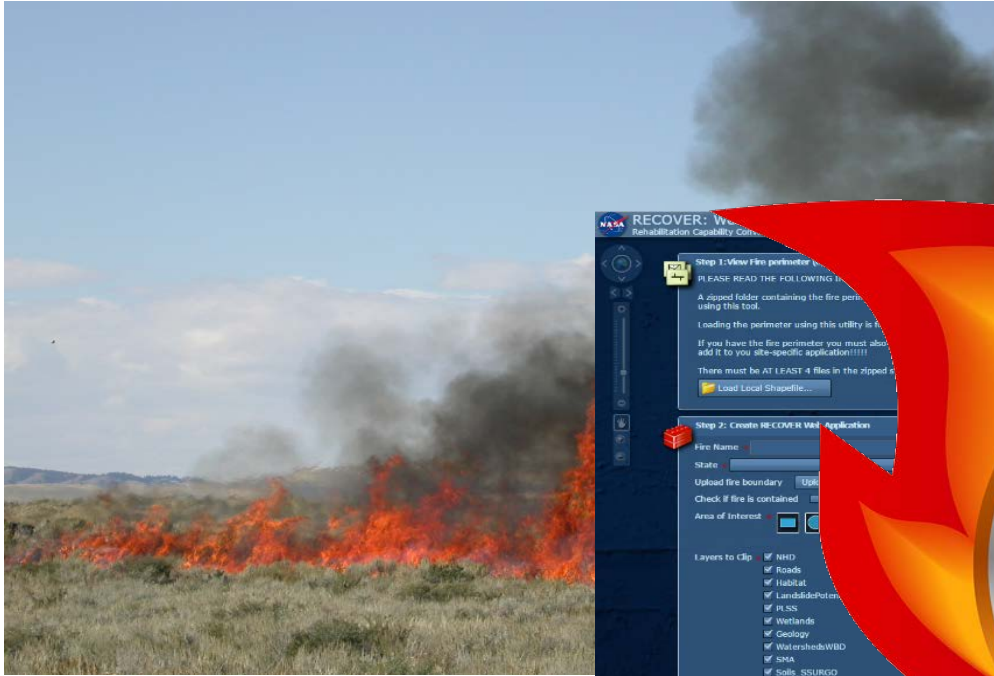 NASA
RECOVER: W
Rehabilitation Capability Conv
Step 1:View Fire perimeter (
PLEASE READ THE FOLLOWING I
A zipped folder containing the fire perim
using this tool.
Loading the perimeter using this utility is f
If you have the fire perimeter you must also
add it to you site-specific application!!!!!
There must be AT LEAST 4 files in the zipped s
Load Local Shapefile...
Step 2: Create RECOVER Web Application
Fire Name
State
Upload fire boundary Uplo
Check if fire is contained
Area of Interest
Layers to Clip NHD
Roads
Habitat
LandslidePoten
PLSS
Wetlands
Geology
WatershedsWBD
SMA
Soils_SSURGO